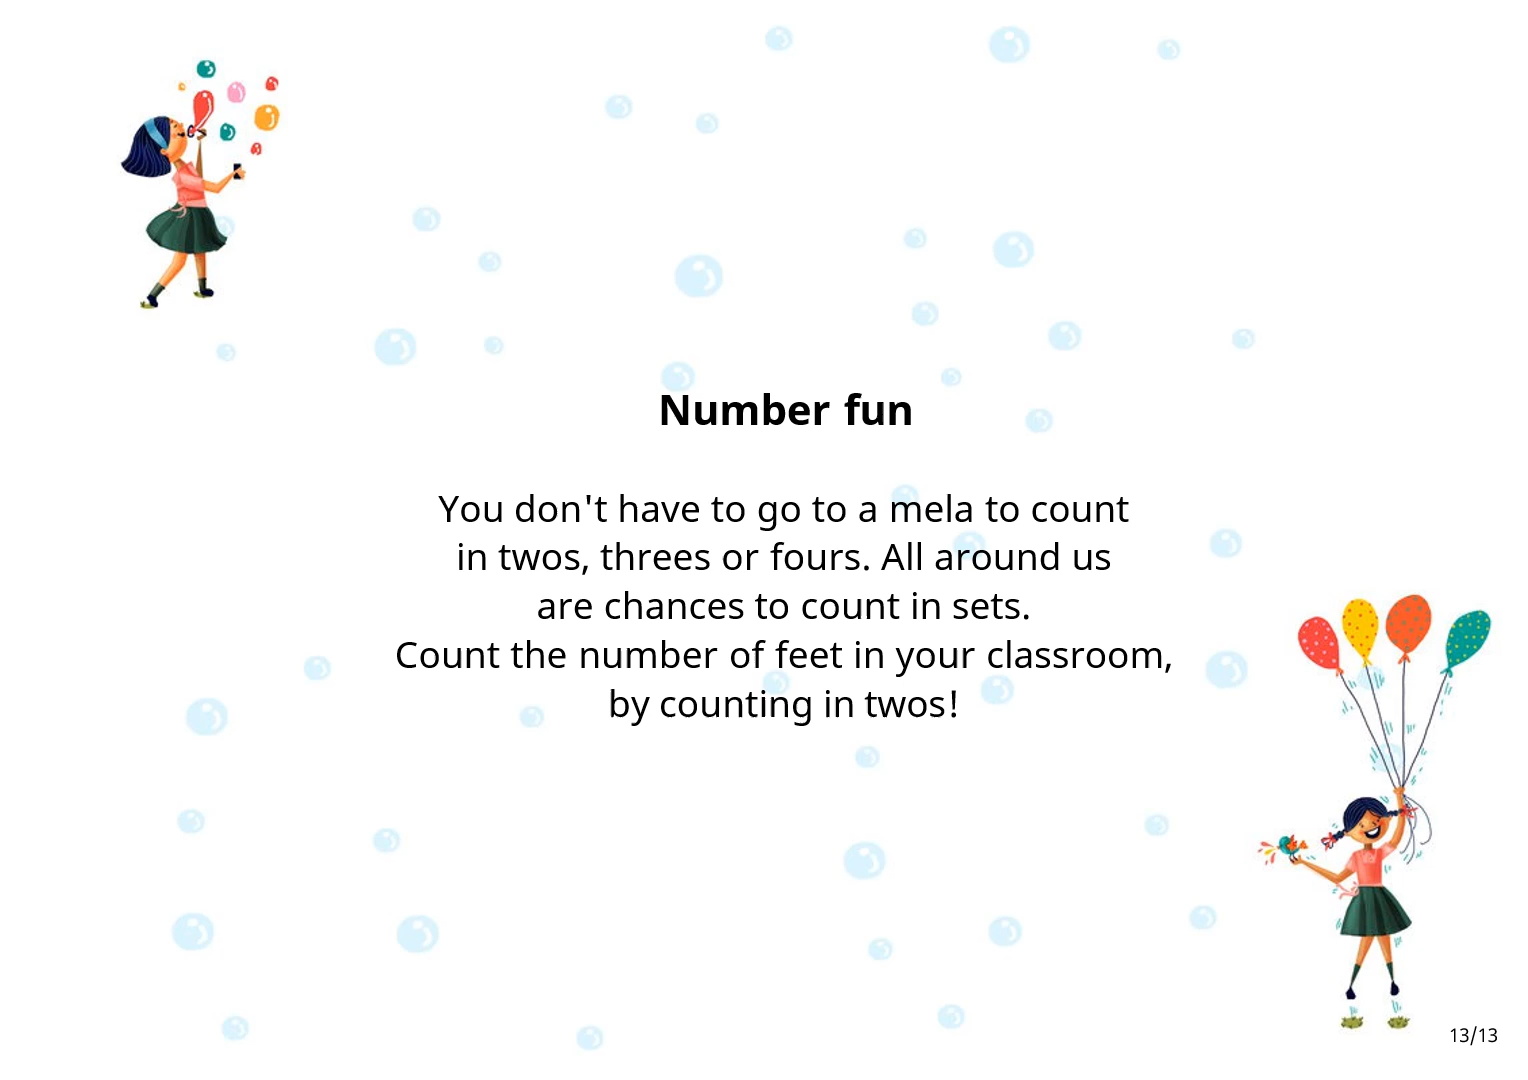 Number fun
You don't have to go to a mela to count
in twos, threes or fours. All around us
are chances to count in sets.
Count the number of feet in your classroom,
by counting in twos!
13/13